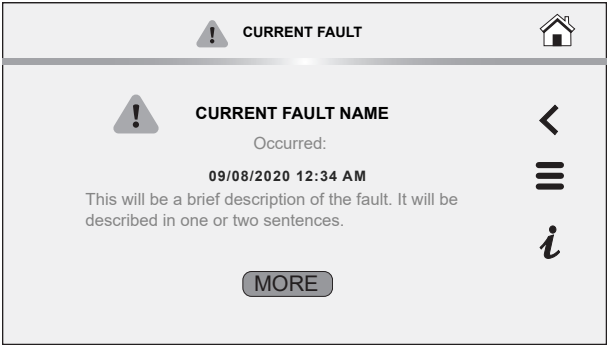 CURRENT FAULT
CURRENT FAULT NAME
Occurred:
09/08/2020 12:34 AM
This will be a brief description of the fault. It will be
described in one or two sentences.
MORE